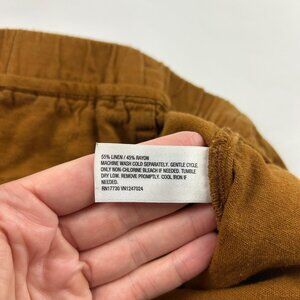 55% LINEN / 45% RAYON
MACHINE WASH COLD SEPARATELY. GENTLE CYCLE.
ONLY NON-CHLORINE BLEACH IF NEEDED. TUMBLE
DRY LOW. REMOVE PROMPTLY. COOL IRON IF
NEEDED.
RN17730 VN1247024